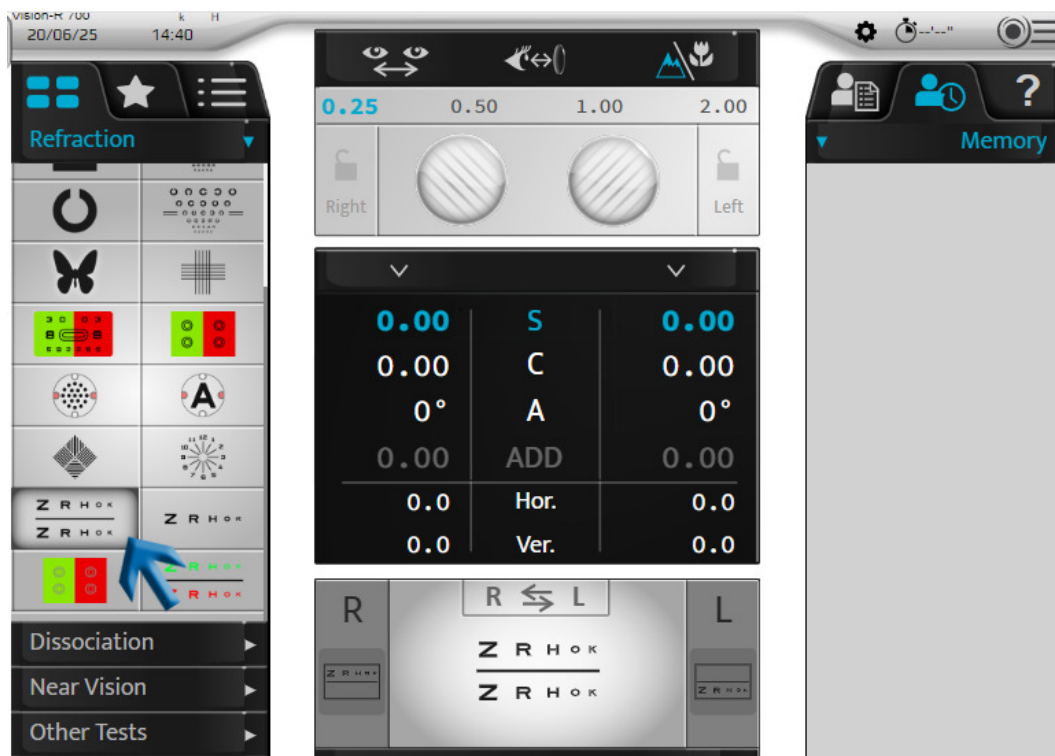 Vision-R 700
k H
20/06/25 14:40
--'--"
Refraction
?
Memory
0.25 0.50 1.00 2.00
Right
Left
0.00 S 0.00
0.00 C 0.00
0° A 0°
0.00 ADD 0.00
0.0 Hor. 0.0
0.0 Ver. 0.0
A
Z R H O K
Z R H O K
Z R H O K
Z R H O K
R H O K
Dissociation
Near Vision
Other Tests
R
R L
L
Z R H O K
Z R H O K
Z R H O K